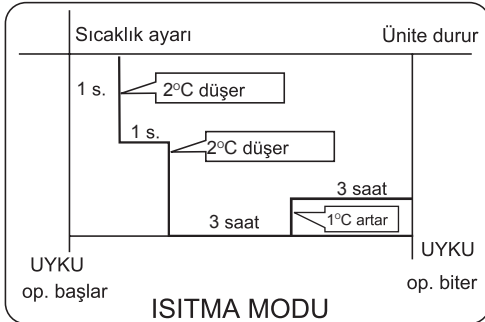 Sıcaklık ayarı
Ünite durur
1 s.
2°C düşer
1 s.
2°C düşer
3 saat
3 saat
1°C artar
UYKU
op. başlar
UYKU
op. biter
ISITMA MODU